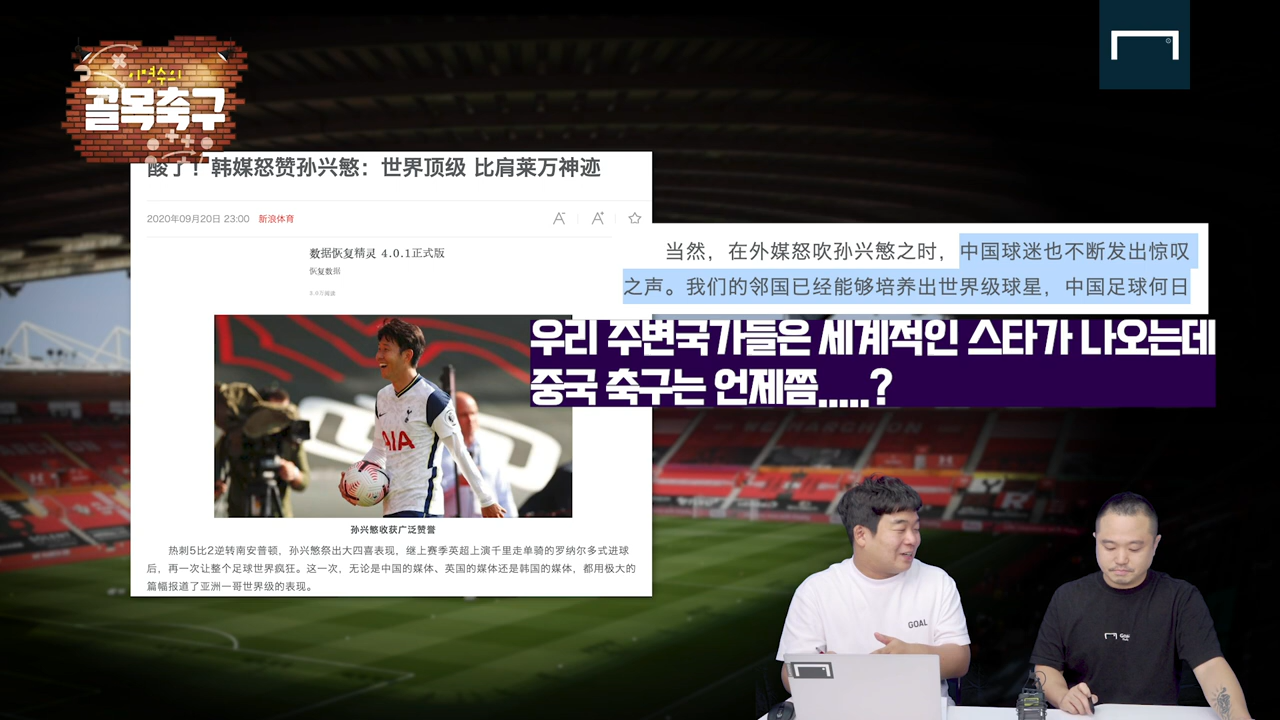 골목축구
酸了！韩媒怒赞孙兴慜：世界顶级 比肩莱万神迹
2020年09月20日 23:00 新浪体育
数据恢复精灵 4.0.1正式版
恢复数据
AIA
孙兴慜收获广泛赞誉
热刺5比2逆转南安普顿，孙兴慜祭出大四喜表现，继上赛季英超上演千里走单骑的罗纳尔多式进球
后，再一次让整个足球世界疯狂。这一次，无论是中国的媒体、英国的媒体还是韩国的媒体，都用极大的
篇幅报道了亚洲一哥世界级的表现。
当然，在外媒怒吹孙兴慜之时，中国球迷也不断发出惊叹
之声。我们的邻国已经能够培养出世界级球星，中国足球何日
우리 주변국가들은 세계적인 스타가 나오는데
중국 축구는 언제쯤.....?
GOAL